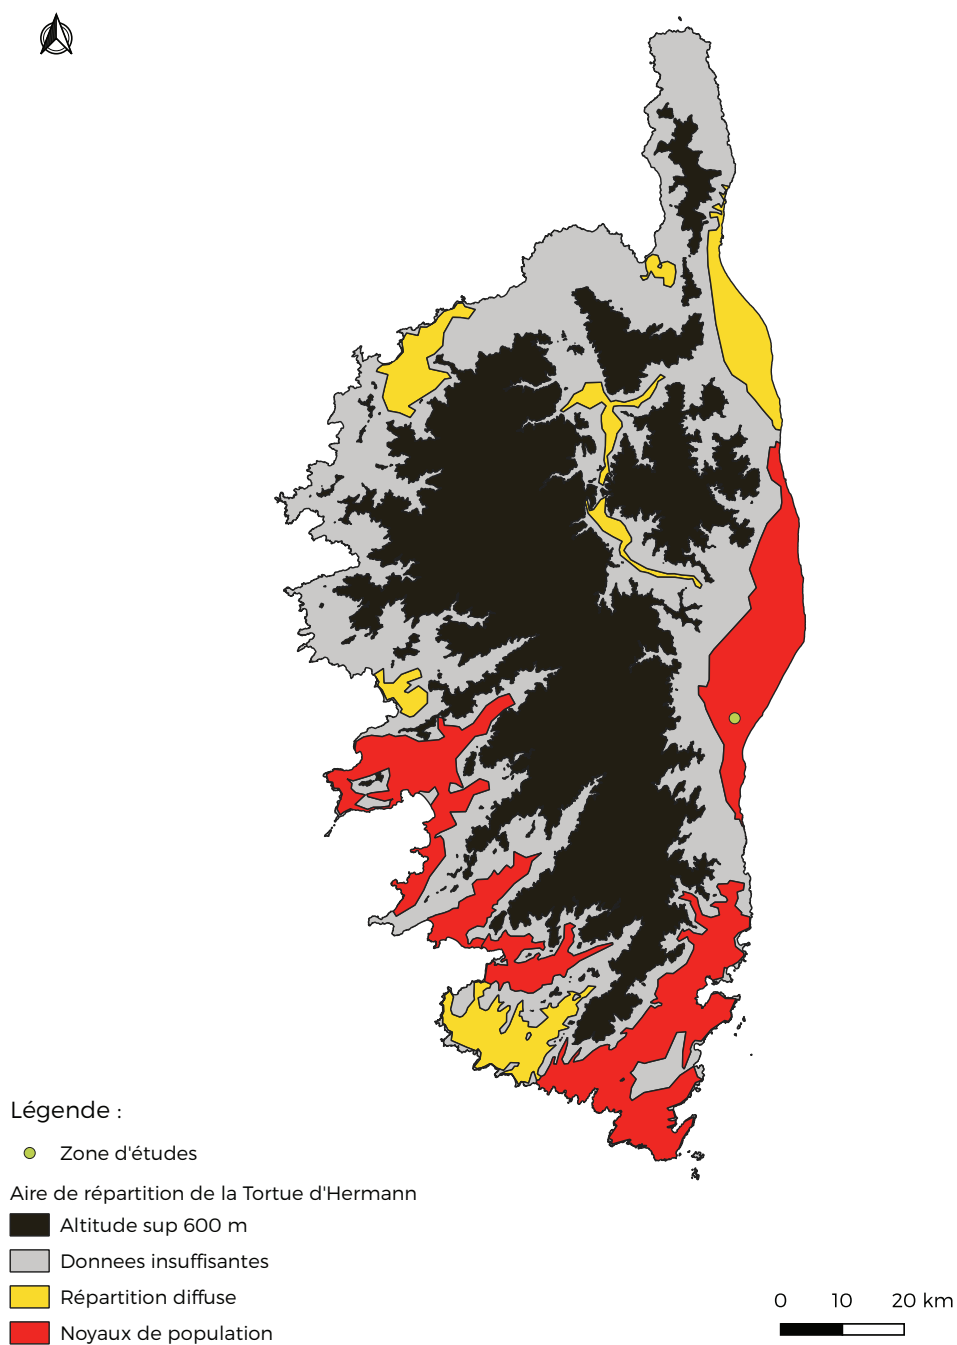 Légende :
Zone d'études
Aire de répartition de la Tortue d'Hermann
Altitude sup 600 m
Donnees insuffisantes
Répartition diffuse
Noyaux de population
0 10 20 km